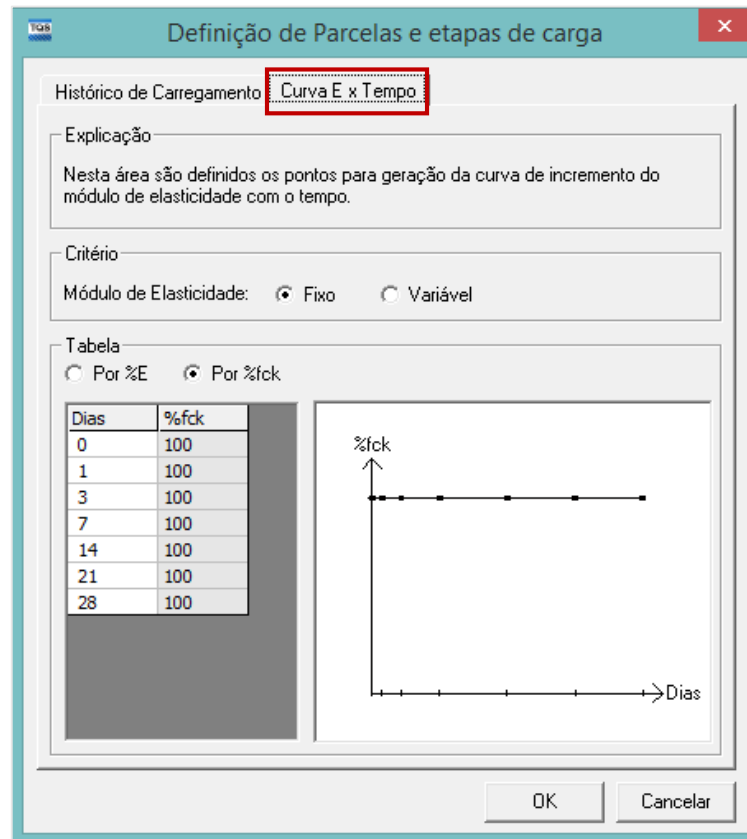 TQS
Definição de Parcelas e etapas de carga
Histórico de Carregamento
Curva E x Tempo
Explicação
Nesta área são definidos os pontos para geração da curva de incremento do
módulo de elasticidade com o tempo.
Critério
Módulo de Elasticidade: Fixo Variável
Tabela
Por %E Por %fck
Dias %fck
0 100
1 100
3 100
7 100
14 100
21 100
28 100
%fck
Dias
OK Cancelar